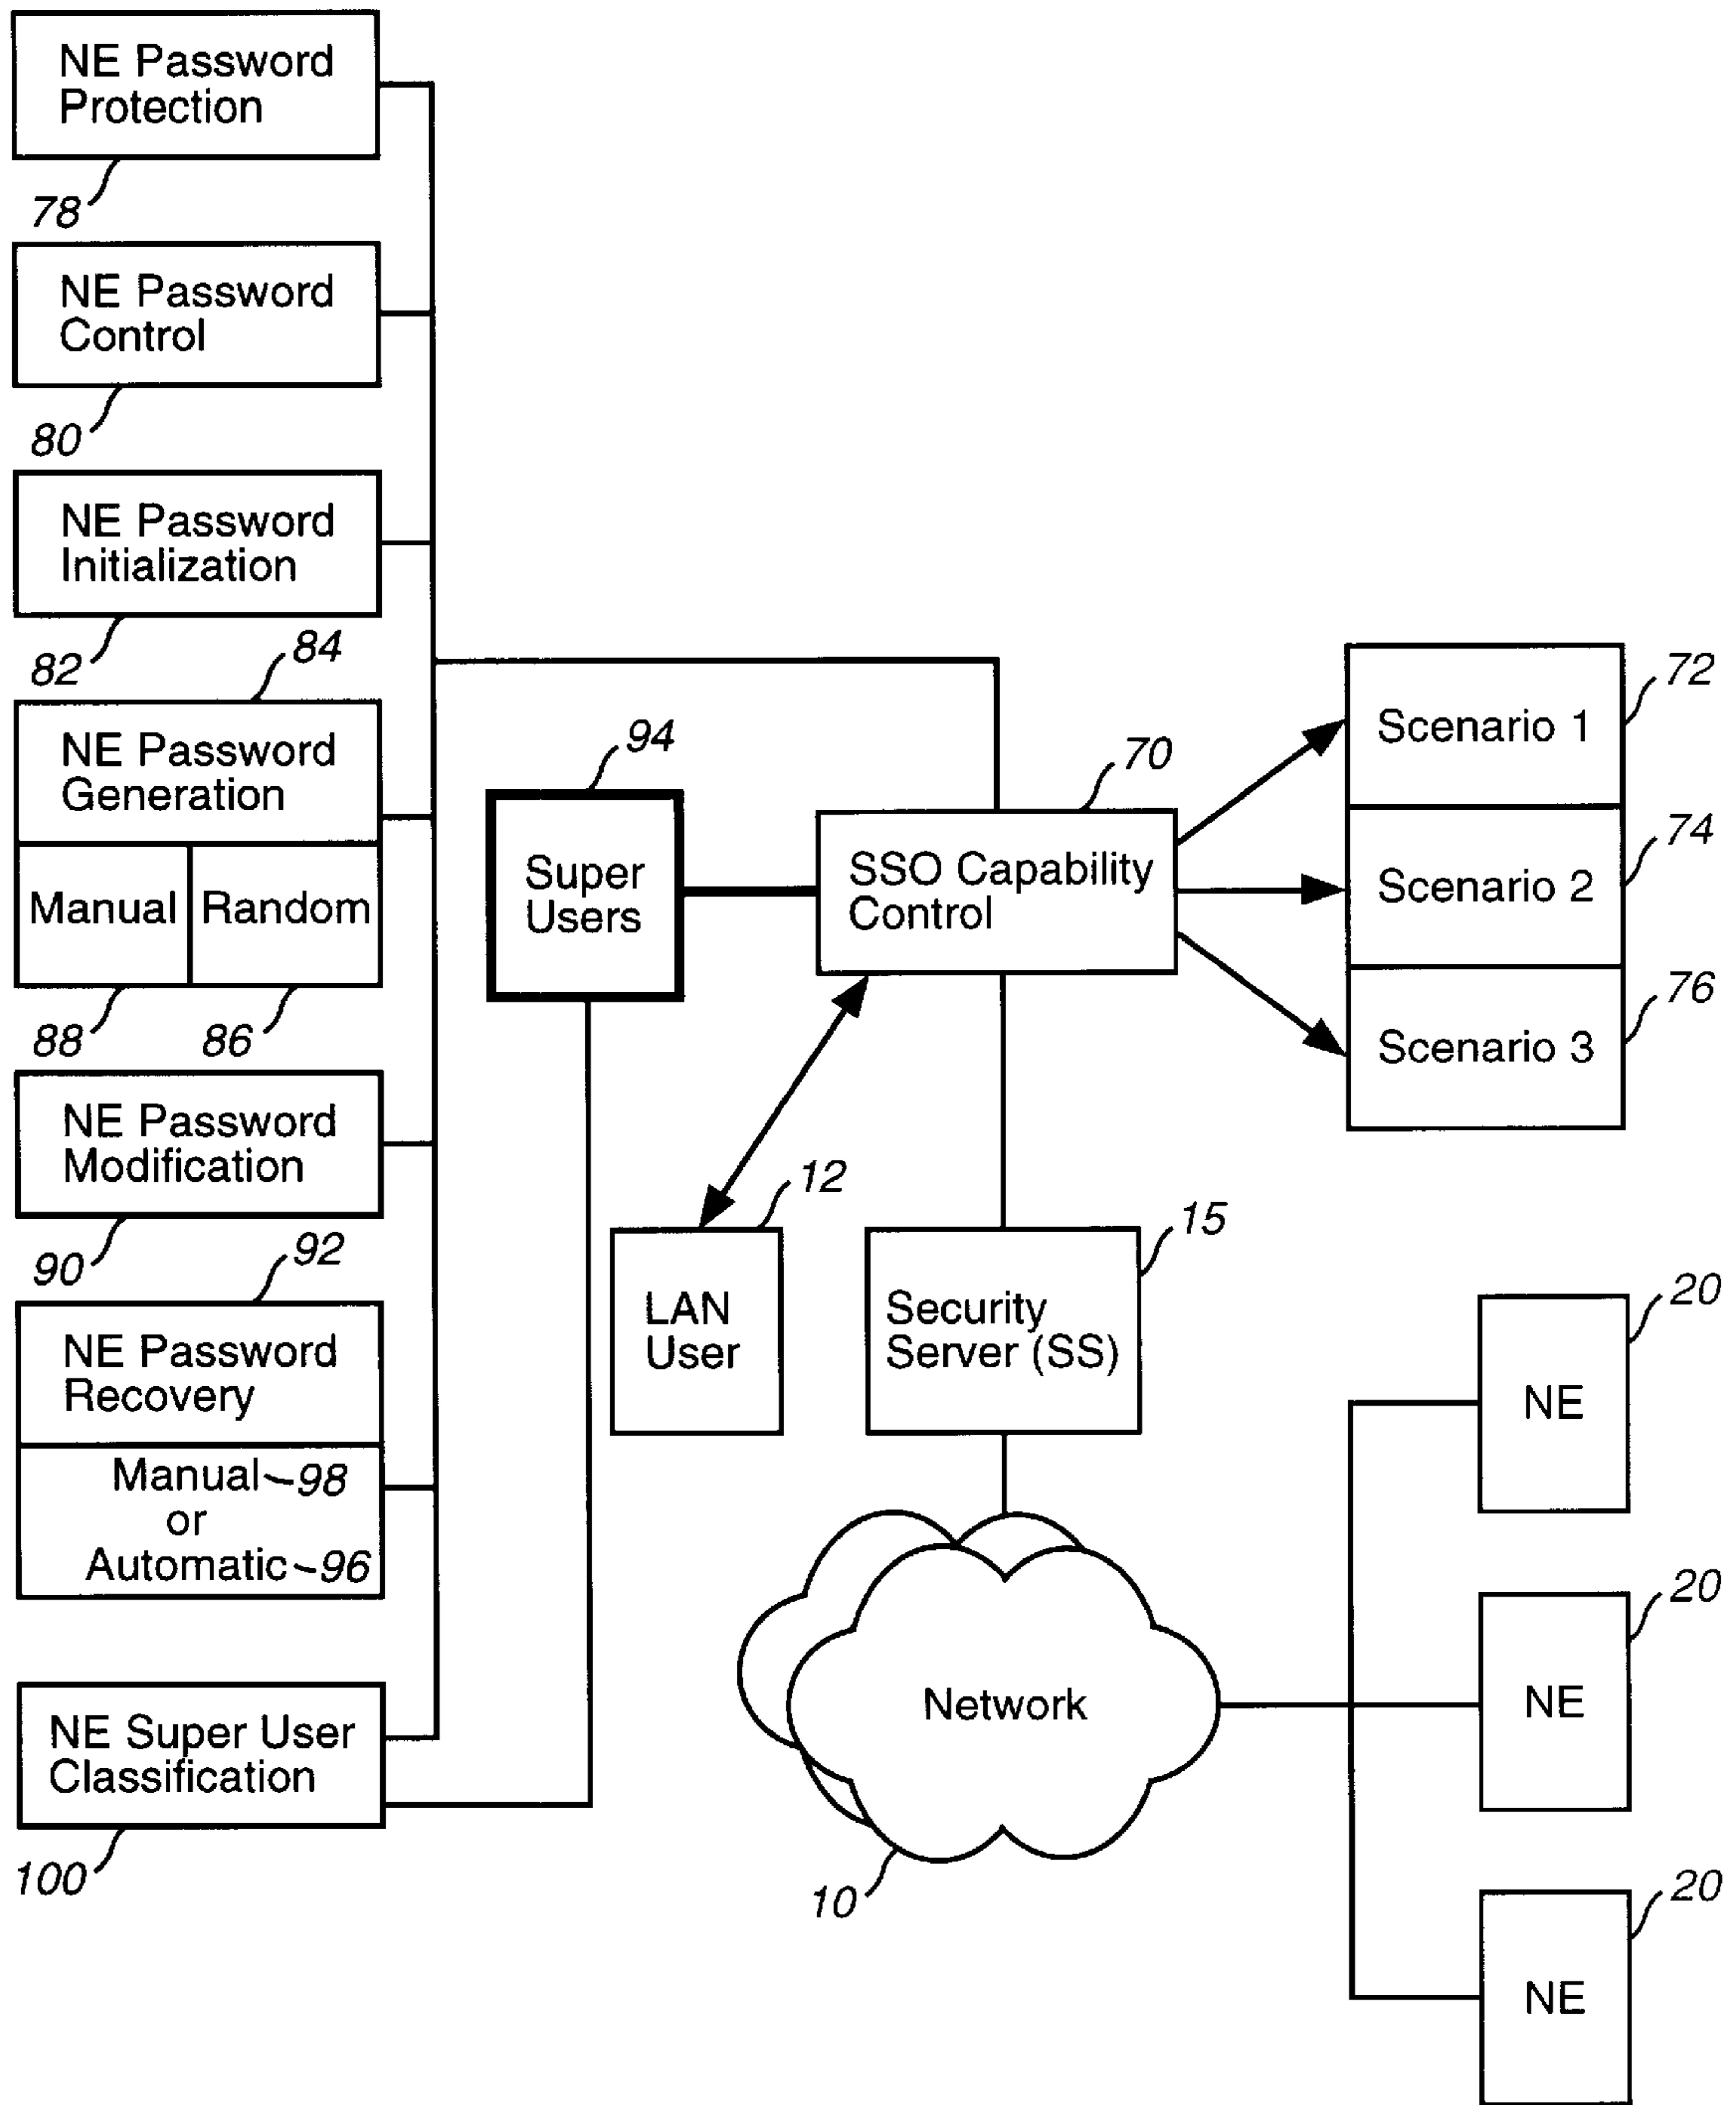 NE Password
Protection
78
NE Password
Control
80
NE Password
Initialization
82
84
NE Password
Generation
Manual
Random
88
86
NE Password
Modification
90
92
NE Password
Recovery
Manual 98
or
Automatic 96
NE Super User
Classification
100
94
Super
Users
70
SSO Capability
Control
72
Scenario 1
74
Scenario 2
76
Scenario 3
12
LAN
User
15
Security
Server (SS)
Network
10
20
NE
20
NE
20
NE